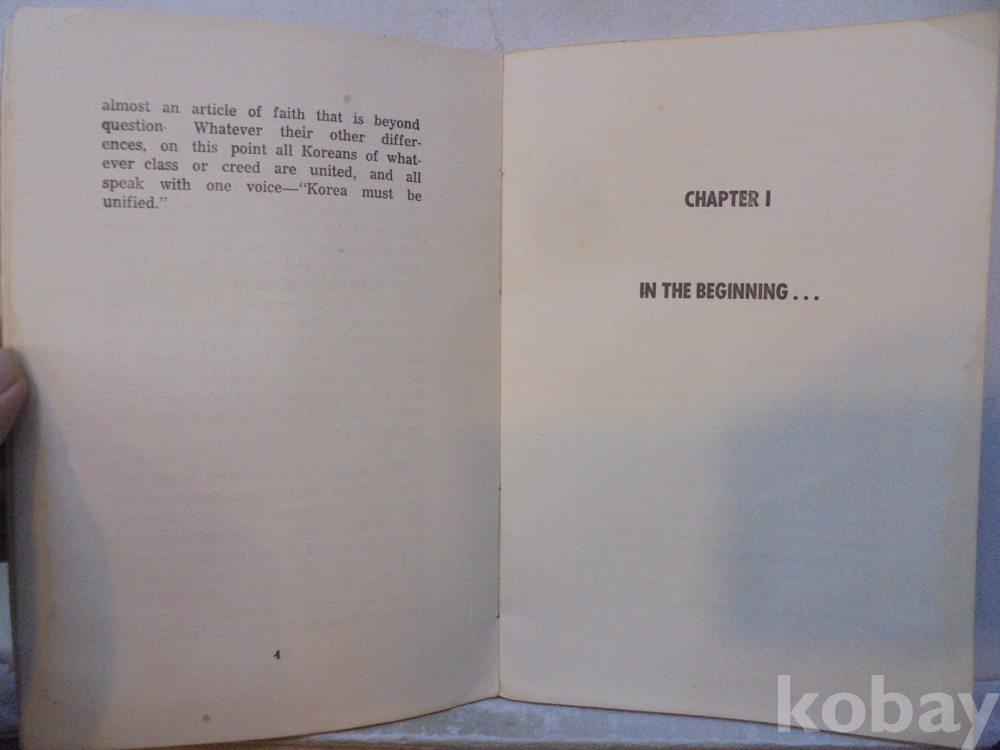 almost an article of faith that is beyond
question. Whatever their other differ-
ences, on this point all Koreans of what-
ever class or creed are united, and all
speak with one voice—"Korea must be
unified."
4
CHAPTER I
IN THE BEGINNING . . .
kobay